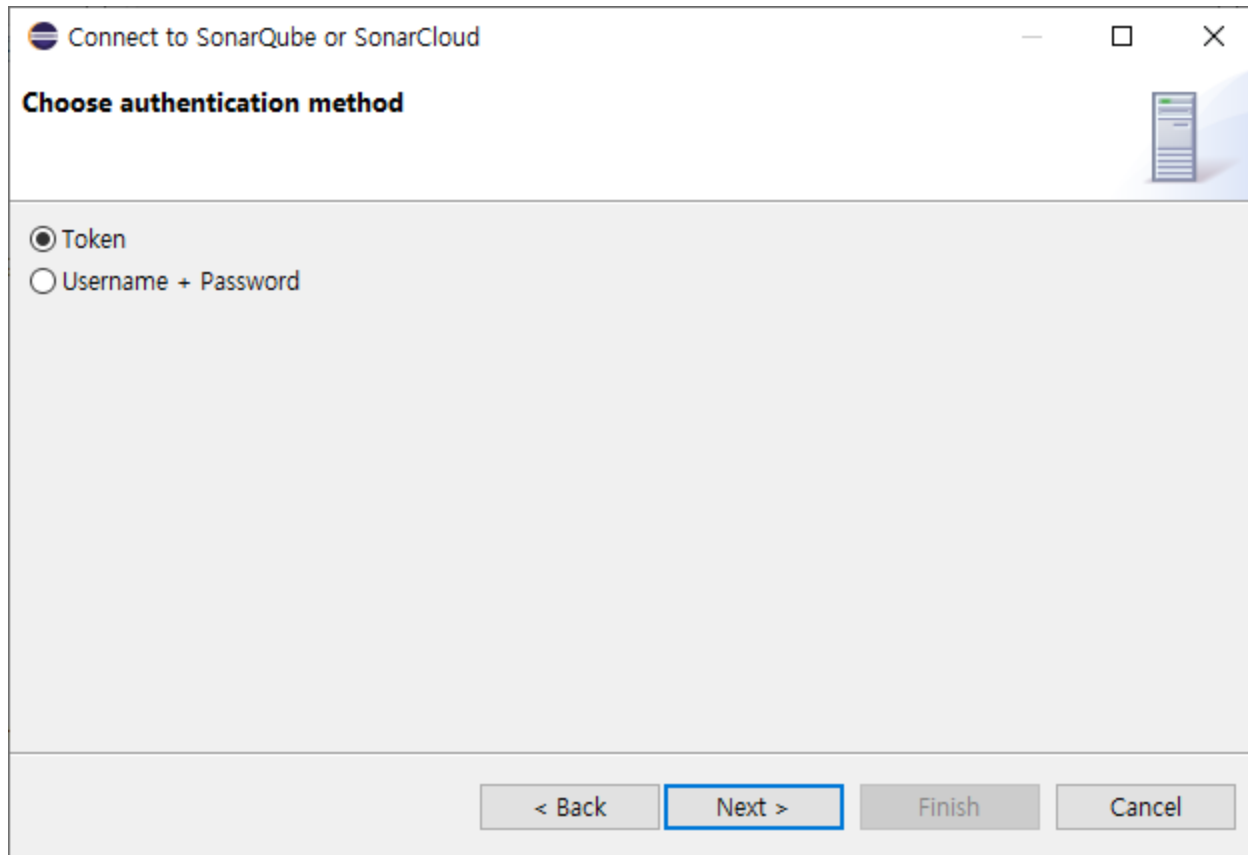 Connect to SonarQube or SonarCloud
Choose authentication method
Token
Username + Password
< Back
Next >
Finish
Cancel